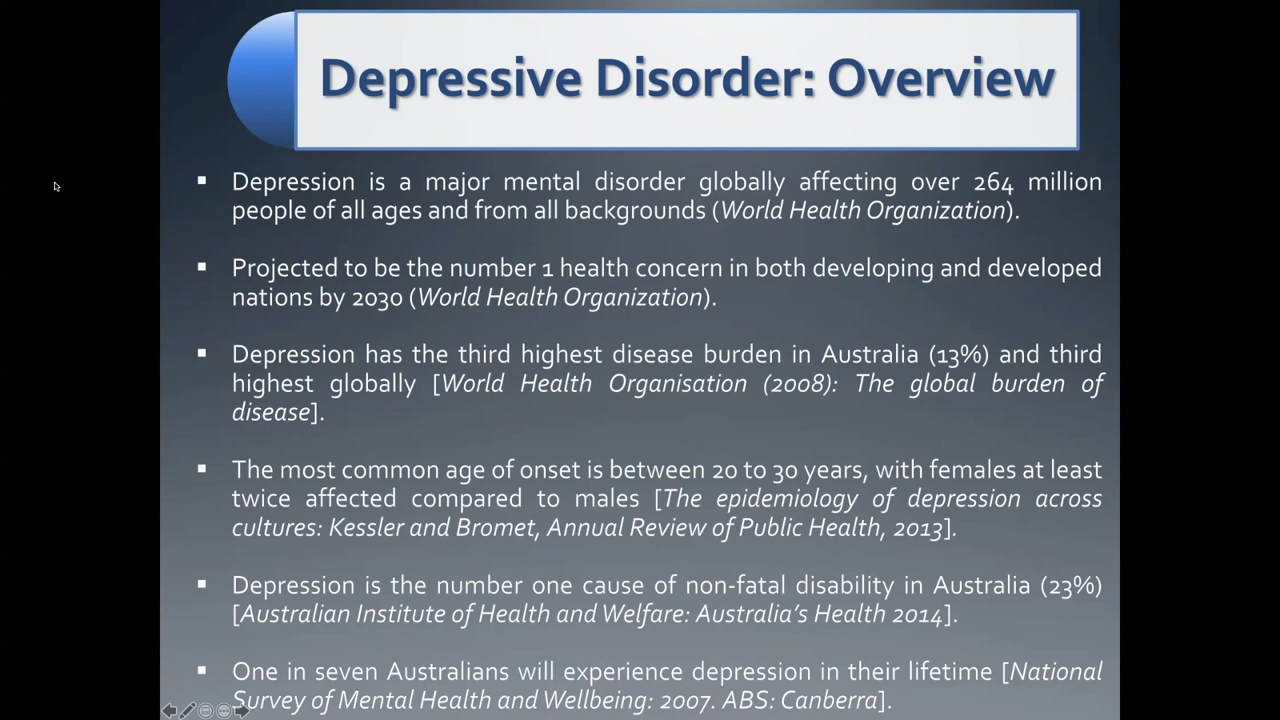 Depressive Disorder: Overview
▪ Depression is a major mental disorder globally affecting over 264 million
people of all ages and from all backgrounds (World Health Organization).
▪ Projected to be the number 1 health concern in both developing and developed
nations by 2030 (World Health Organization).
▪ Depression has the third highest disease burden in Australia (13%) and third
highest globally [World Health Organisation (2008): The global burden of
disease].
▪ The most common age of onset is between 20 to 30 years, with females at least
twice affected compared to males [The epidemiology of depression across
cultures: Kessler and Bromet, Annual Review of Public Health, 2013].
▪ Depression is the number one cause of non-fatal disability in Australia (23%)
[Australian Institute of Health and Welfare: Australia’s Health 2014].
▪ One in seven Australians will experience depression in their lifetime [National
Survey of Mental Health and Wellbeing: 2007. ABS: Canberra].